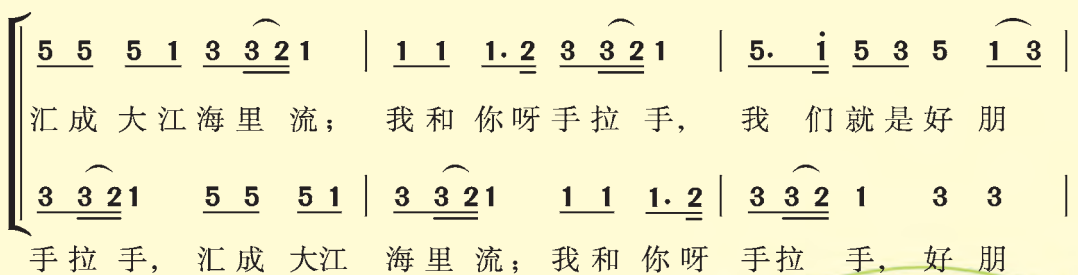 5 5 5 1 3 3 2 1 | 1 1 1. 2 3 3 2 1 | 5. i 5 3 5 1 3 |
汇成 大江海里 流； 我和 你呀手拉 手， 我 们就是好 朋
3 3 2 1 5 5 5 1 | 3 3 2 1 1 1 1. 2 | 3 3 2 1 3 3 |
手拉 手， 汇成 大江 海里 流；我和 你呀 手拉 手，好 朋